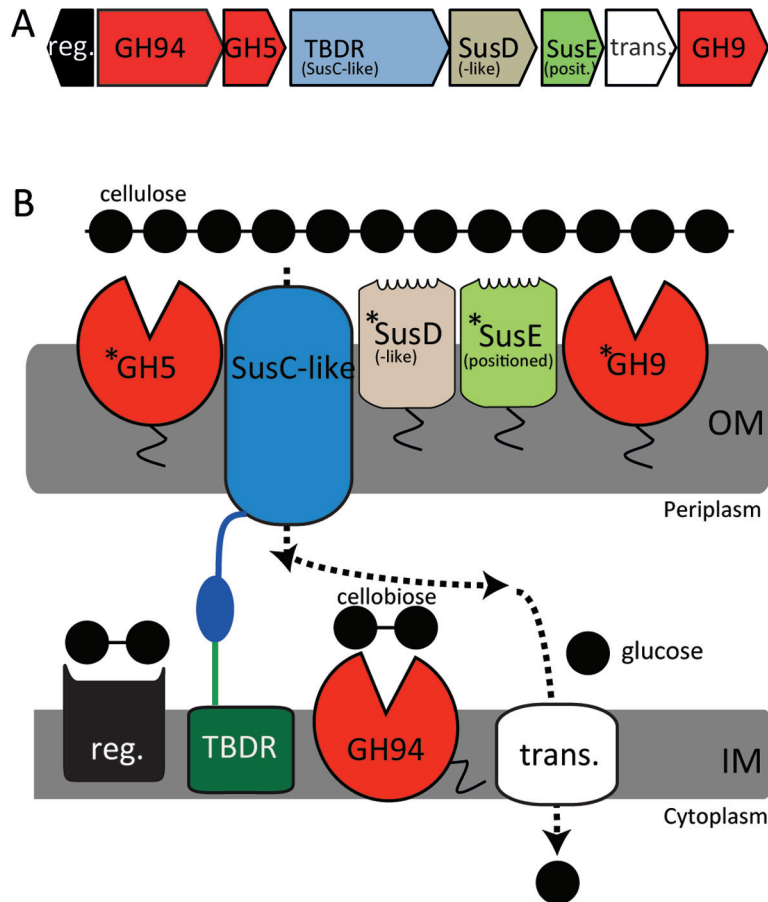 A
reg.
GH94
GH5
TBDR
(SusC-like)
SusD
(-like)
SusE
(posit.)
trans.
GH9
B
cellulose
*GH5
SusC-like
*SusD
(-like)
*SusE
(positioned)
*GH9
OM
Periplasm
cellobiose
glucose
reg.
TBDR
GH94
trans.
IM
Cytoplasm